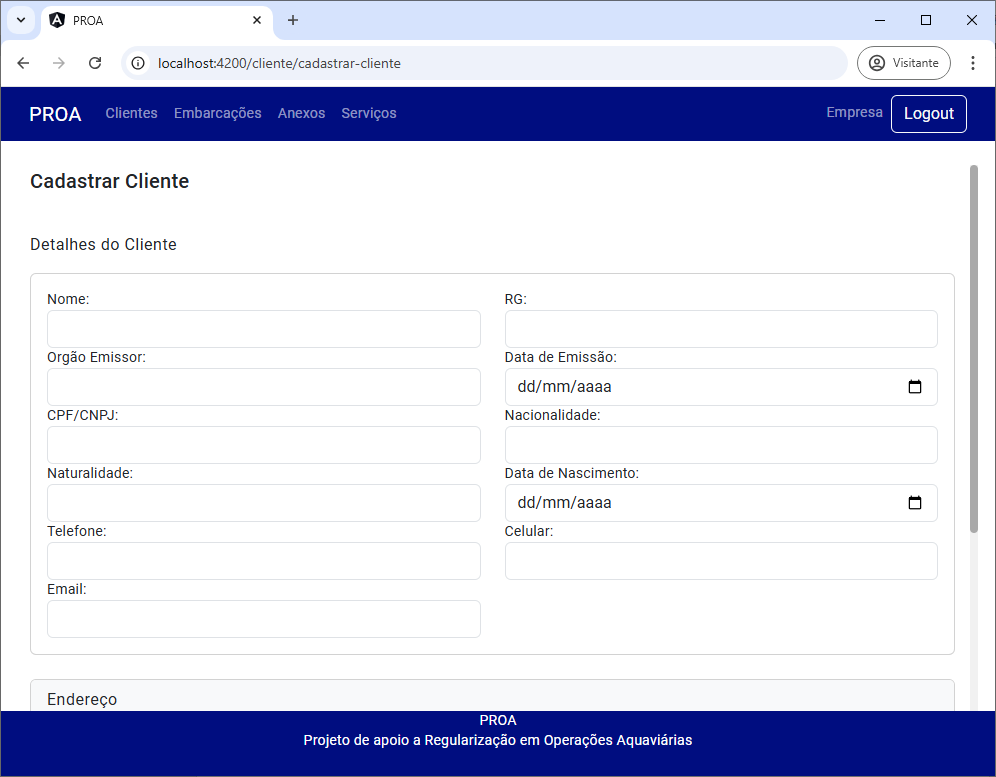 PROA
localhost:4200/cliente/cadastrar-cliente
Visitante
PROA Clientes Embarcações Anexos Serviços Empresa Logout
Cadastrar Cliente
Detalhes do Cliente
Nome: RG:
Orgão Emissor: Data de Emissão:
dd/mm/aaaa
CPF/CNPJ: Nacionalidade:
Naturalidade: Data de Nascimento:
dd/mm/aaaa
Telefone: Celular:
Email:
Endereço
PROA
Projeto de apoio a Regularização em Operações Aquaviárias